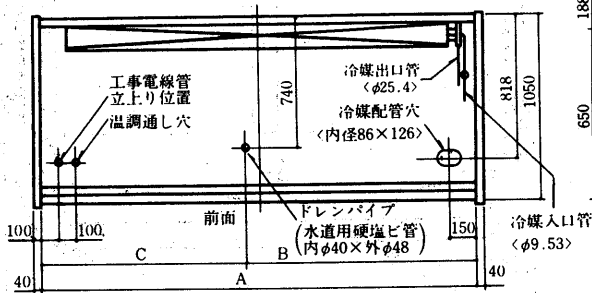 188
工事電線管
立上り位置
温調通し穴
740
冷媒出口管
<φ25.4>
冷媒配管穴
<内径86×126>
818
1050
650
100
100
前面
ドレンパイプ
(水道用硬塩ビ管)
内φ40×外φ48
150
冷媒入口管
<φ9.53>
C
B
40
A
40